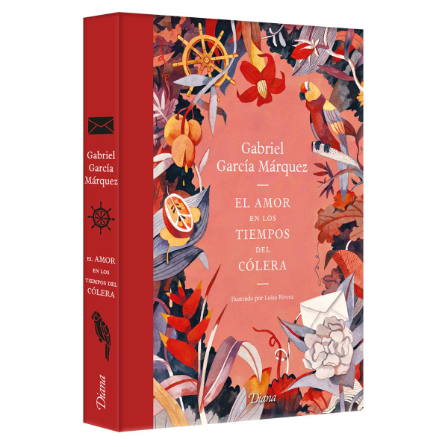 Gabriel
García
Márquez
EL AMOR
EN LOS
TIEMPOS DEL
CÓLERA
Diana
Gabriel
García Márquez
EL AMOR
EN LOS
TIEMPOS
DEL
CÓLERA
Ilustrado por Luisa Rivera
Diana